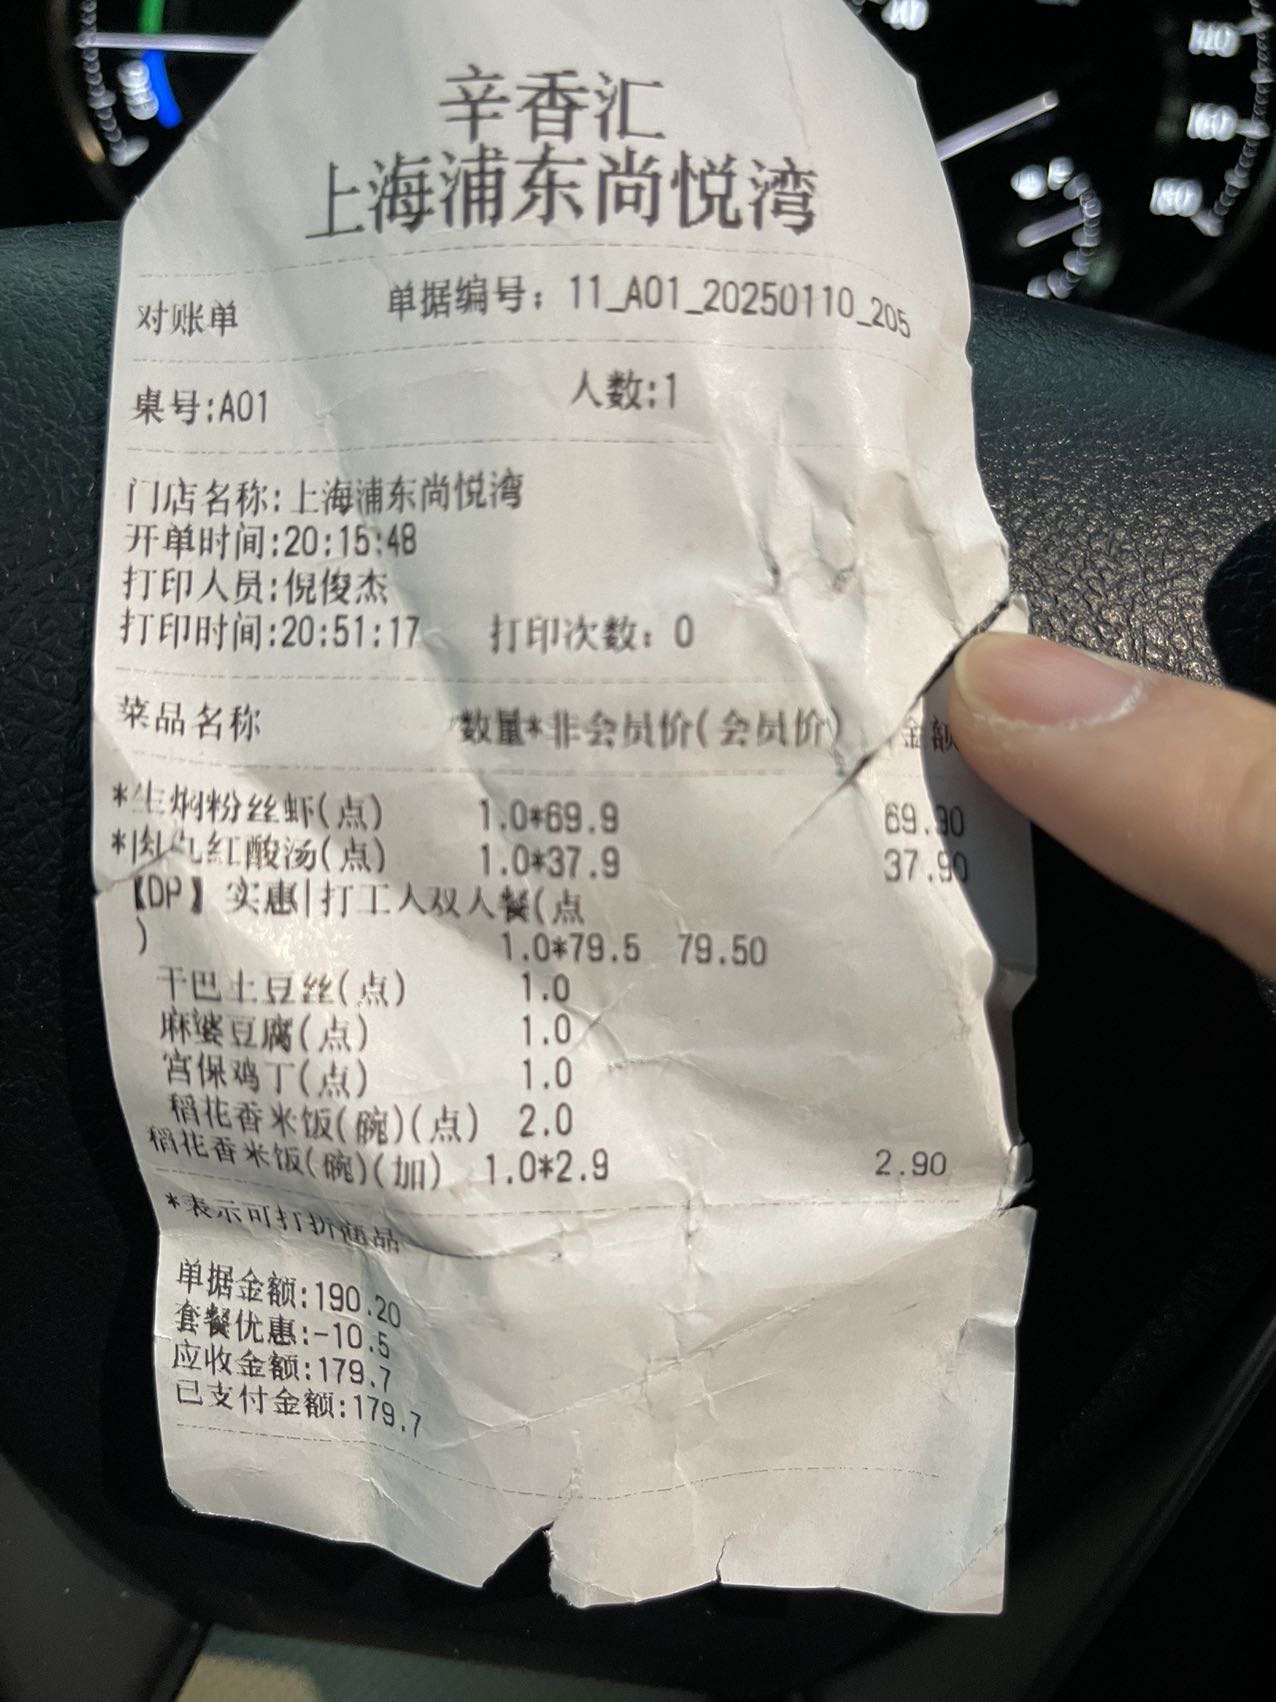 辛香汇
上海浦东尚悦湾
对账单 单据编号: 11_A01_20250110_205
桌号:A01 人数:1
门店名称:上海浦东尚悦湾
开单时间:20:15:48
打印人员:倪俊杰
打印时间:20:51:17 打印次数: 0
菜品名称 数量*非会员价(会员价) 金额
*生焖粉丝虾(点) 1.0*69.9 69.90
*肉丸红酸汤(点) 1.0*37.9 37.90
【DP】实惠|打工人双人餐(点
) 1.0*79.5 79.50
干巴土豆丝(点) 1.0
麻婆豆腐(点) 1.0
宫保鸡丁(点) 1.0
稻花香米饭(碗)(点) 2.0
稻花香米饭(碗)(加) 1.0*2.9 2.90
*表示可打折商品
单据金额:190.20
套餐优惠:-10.5
应收金额:179.7
已支付金额:179.7